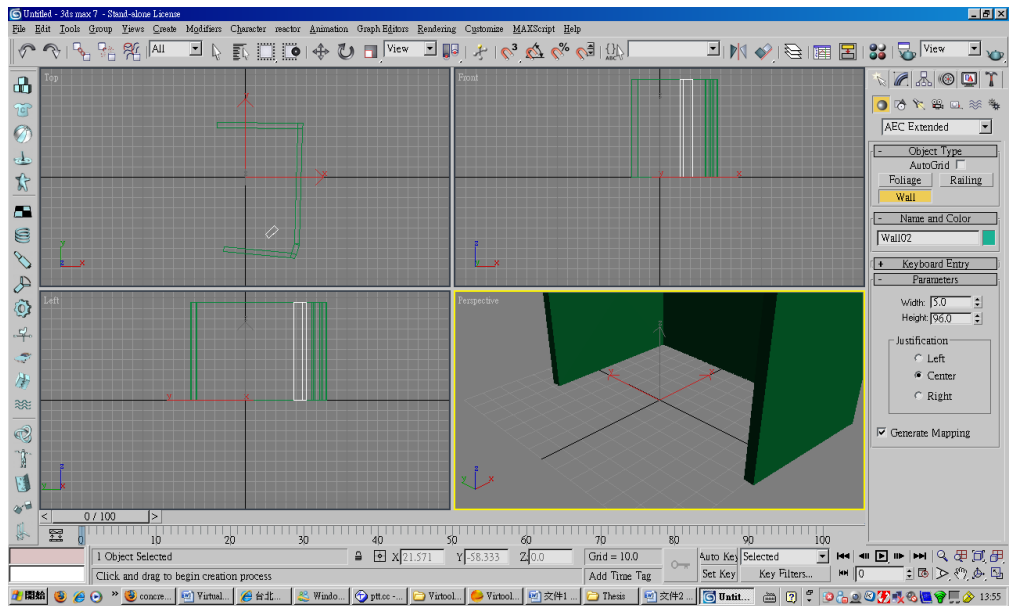 Untitled - 3ds max 7 - Stand-alone License
File Edit Tools Group Views Create Modifiers Character reactor Animation Graph Editors Rendering Customize MAXScript Help
All View View
Top
Front
AEC Extended
- Object Type
AutoGrid
Foliage Railing
Wall
- Name and Color
Wall02
+ Keyboard Entry
- Parameters
Width: 5.0
Height: 96.0
Justification
Left
Center
Right
Generate Mapping
Left
Perspective
< 0 / 100 >
0 10 20 30 40 50 60 70 80 90 100
1 Object Selected X 21.571 Y -58.333 Z 0.0 Grid = 10.0 Auto Key Selected
Click and drag to begin creation process Add Time Tag Set Key Key Filters... 0
開始 » concre... Virtual... 台北... Windo... ptt.cc -... Virtool... Virtool... 文件1 ... Thesis 文件2 ... Untit... 13:55